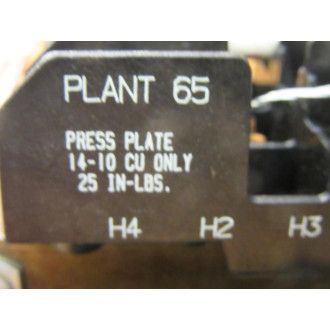 PLANT 65
PRESS PLATE
14-10 CU ONLY
25 IN-LBS.
H4 H2 H3